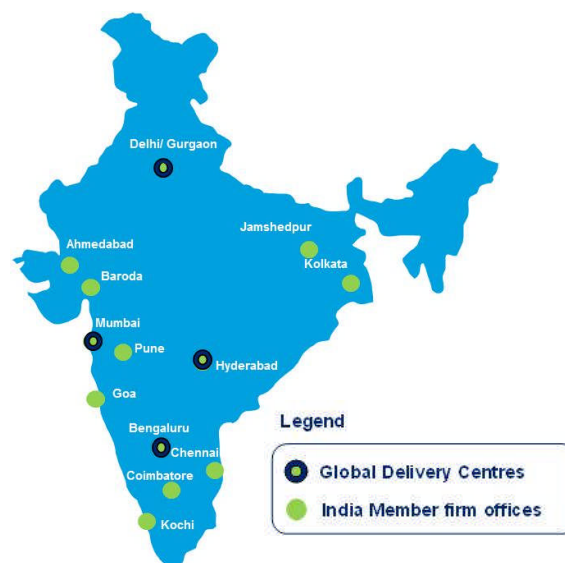 Delhi/ Gurgaon
Jamshedpur
Ahmedabad
Kolkata
Baroda
Mumbai
Pune
Hyderabad
Goa
Bengaluru
Chennai
Coimbatore
Kochi
Legend
Global Delivery Centres
India Member firm offices